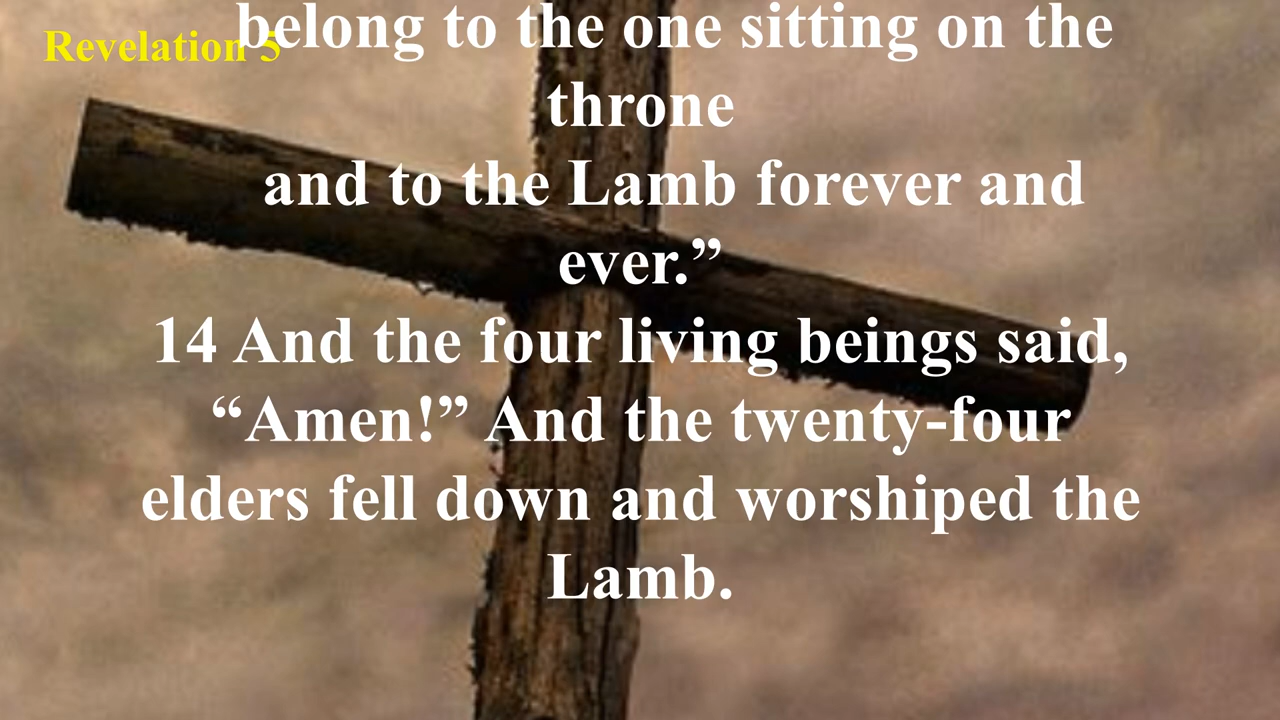 Revelation 5
belong to the one sitting on the
throne
and to the Lamb forever and
ever.”
14 And the four living beings said,
“Amen!” And the twenty-four
elders fell down and worshiped the
Lamb.